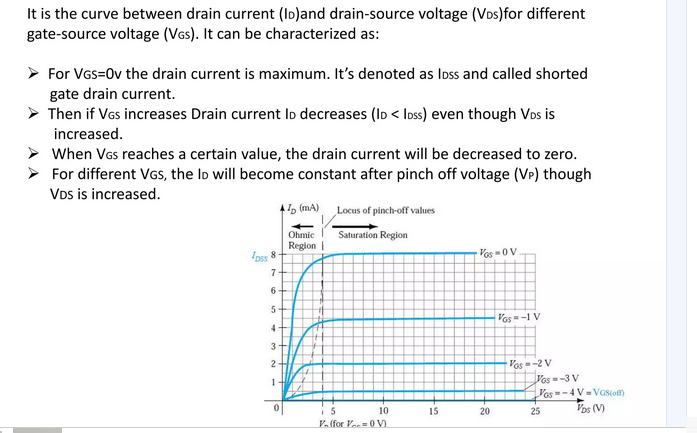 It is the curve between drain current (ID)and drain-source voltage (VDS)for different
gate-source voltage (VGS). It can be characterized as:
➢ For VGS=0v the drain current is maximum. It’s denoted as IDSS and called shorted
gate drain current.
➢ Then if VGS increases Drain current ID decreases (ID < IDSS) even though VDS is
increased.
➢ When VGS reaches a certain value, the drain current will be decreased to zero.
➢ For different VGS, the ID will become constant after pinch off voltage (VP) though
VDS is increased.
ID (mA)
Locus of pinch-off values
Ohmic
Region
Saturation Region
IDSS 8
VGS = 0 V
7
6
5
VGS = −1 V
4
3
2
VGS = −2 V
VGS = −3 V
1
VGS = − 4 V = VGS(off)
0 5 10 15 20 25 VDS (V)
(for = 0 V)